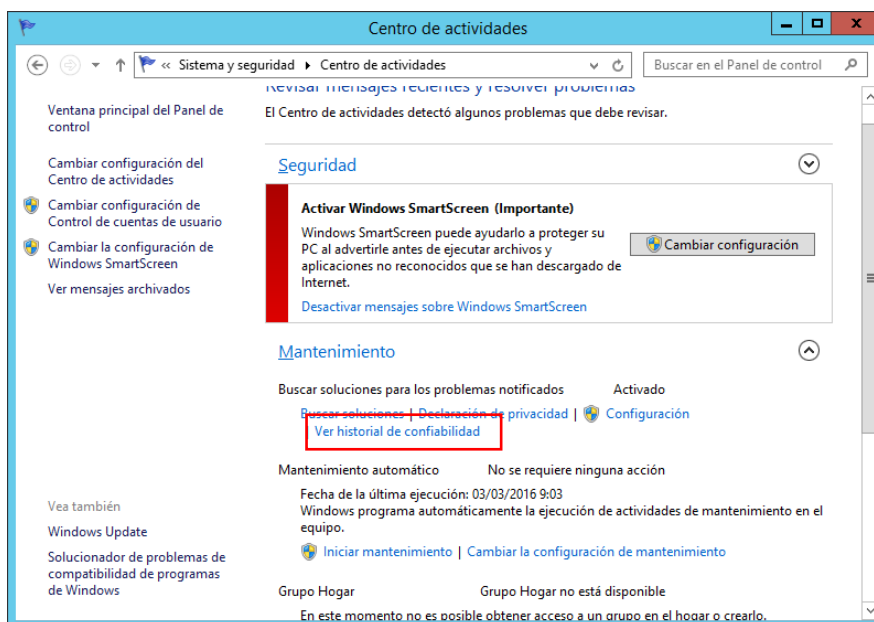 Centro de actividades
« Sistema y seguridad ▸ Centro de actividades
Buscar en el Panel de control
Revisar mensajes recientes y resolver problemas
El Centro de actividades detectó algunos problemas que debe revisar.
Ventana principal del Panel de
control
Cambiar configuración del
Centro de actividades
Cambiar configuración de
Control de cuentas de usuario
Cambiar la configuración de
Windows SmartScreen
Ver mensajes archivados
Vea también
Windows Update
Solucionador de problemas de
compatibilidad de programas
de Windows
Seguridad
Activar Windows SmartScreen (Importante)
Windows SmartScreen puede ayudarlo a proteger su
PC al advertirle antes de ejecutar archivos y
aplicaciones no reconocidos que se han descargado de
Internet.
Cambiar configuración
Desactivar mensajes sobre Windows SmartScreen
Mantenimiento
Buscar soluciones para los problemas notificados Activado
Buscar soluciones | Declaración de privacidad | Configuración
Ver historial de confiabilidad
Mantenimiento automático No se requiere ninguna acción
Fecha de la última ejecución: 03/03/2016 9:03
Windows programa automáticamente la ejecución de actividades de mantenimiento en el
equipo.
Iniciar mantenimiento | Cambiar la configuración de mantenimiento
Grupo Hogar Grupo Hogar no está disponible
En este momento no es posible obtener acceso a un grupo en el hogar o crearlo.